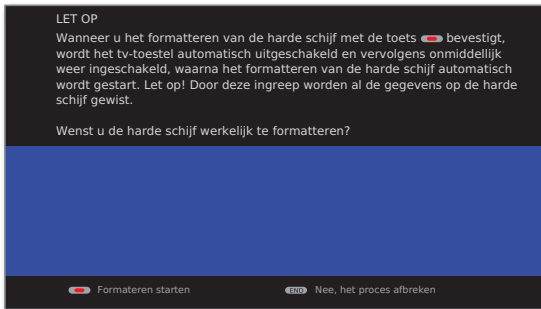 LET OP
Wanneer u het formatteren van de harde schijf met de toets bevestigt,
wordt het tv-toestel automatisch uitgeschakeld en vervolgens onmiddellijk
weer ingeschakeld, waarna het formatteren van de harde schijf automatisch
wordt gestart. Let op! Door deze ingreep worden al de gegevens op de harde
schijf gewist.
Wenst u de harde schijf werkelijk te formatteren?
Formateren starten
END Nee, het proces afbreken